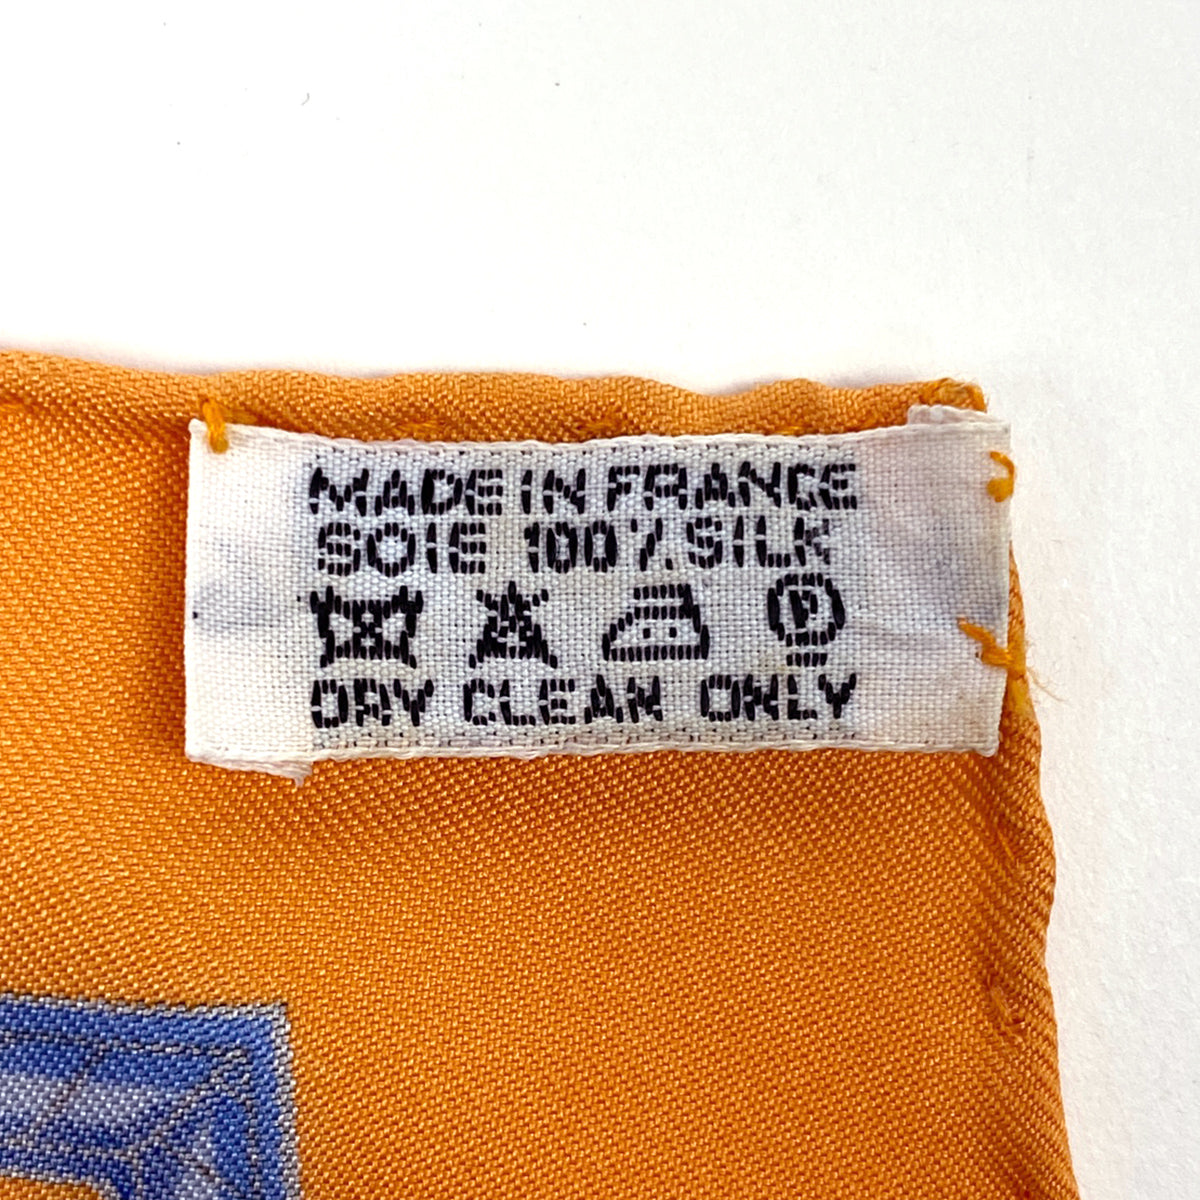 MADE IN FRANCE
SOIE 100% SILK
P
DRY CLEAN ONLY